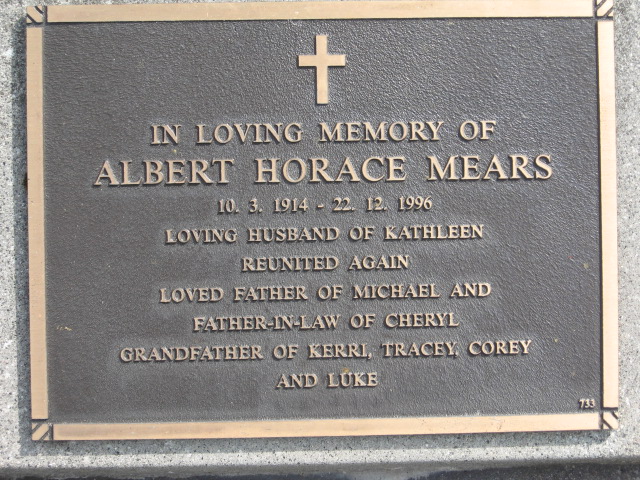 IN LOVING MEMORY OF
ALBERT HORACE MEARS
10. 3. 1914 - 22. 12. 1996
LOVING HUSBAND OF KATHLEEN
REUNITED AGAIN
LOVED FATHER OF MICHAEL AND
FATHER-IN-LAW OF CHERYL
GRANDFATHER OF KERRI, TRACEY, COREY
AND LUKE
733